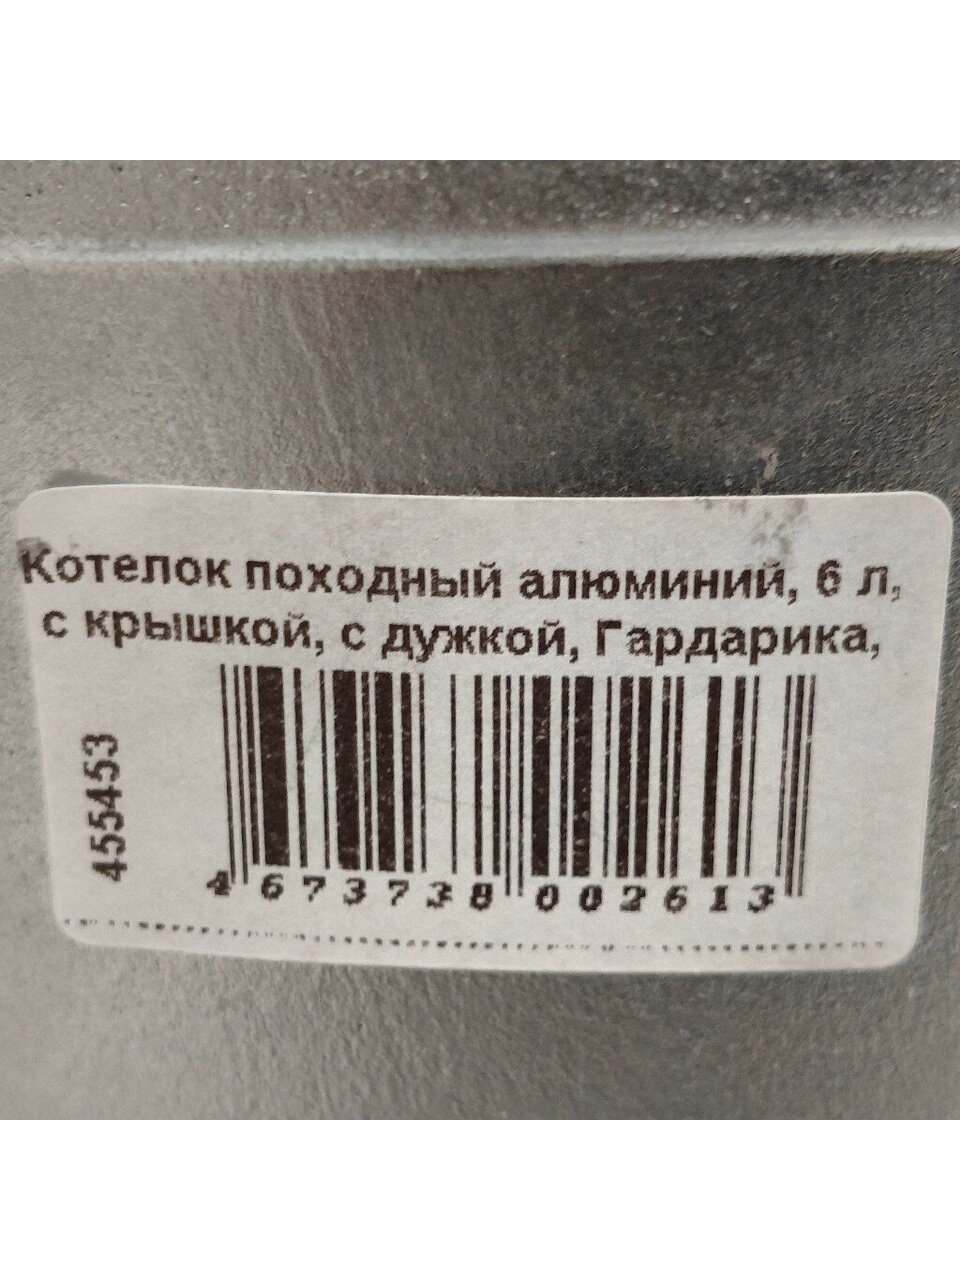 Котелок походный алюминий, 6 л,
с крышкой, с дужкой, Гардарика,
455453
4 673738 002613